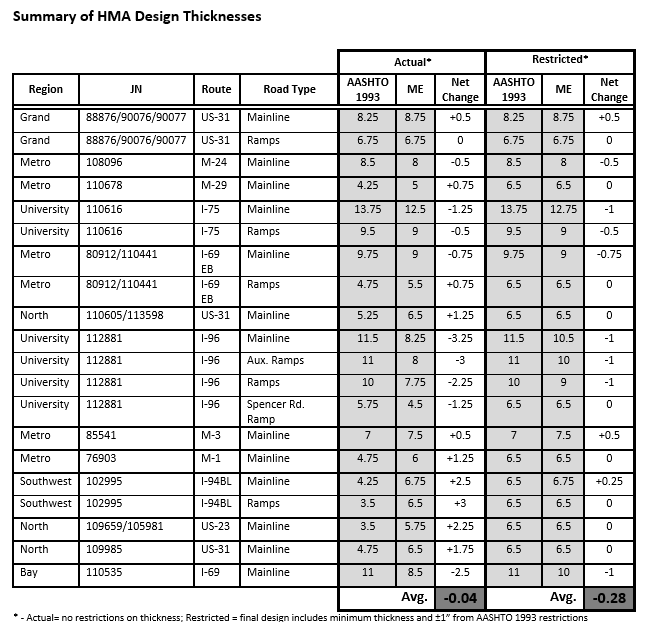 Summary of HMA Design Thicknesses
Actual* Restricted*
Region JN Route Road Type AASHTO 1993 ME Net Change AASHTO 1993 ME Net Change
Grand 88876/90076/90077 US-31 Mainline 8.25 8.75 +0.5 8.25 8.75 +0.5
Grand 88876/90076/90077 US-31 Ramps 6.75 6.75 0 6.75 6.75 0
Metro 108096 M-24 Mainline 8.5 8 -0.5 8.5 8 -0.5
Metro 110678 M-29 Mainline 4.25 5 +0.75 6.5 6.5 0
University 110616 I-75 Mainline 13.75 12.5 -1.25 13.75 12.75 -1
University 110616 I-75 Ramps 9.5 9 -0.5 9.5 9 -0.5
Metro 80912/110441 I-69 EB Mainline 9.75 9 -0.75 9.75 9 -0.75
Metro 80912/110441 I-69 EB Ramps 4.75 5.5 +0.75 6.5 6.5 0
North 110605/113598 US-31 Mainline 5.25 6.5 +1.25 6.5 6.5 0
University 112881 I-96 Mainline 11.5 8.25 -3.25 11.5 10.5 -1
University 112881 I-96 Aux. Ramps 11 8 -3 11 10 -1
University 112881 I-96 Ramps 10 7.75 -2.25 10 9 -1
University 112881 I-96 Spencer Rd. Ramp 5.75 4.5 -1.25 6.5 6.5 0
Metro 85541 M-3 Mainline 7 7.5 +0.5 7 7.5 +0.5
Metro 76903 M-1 Mainline 4.75 6 +1.25 6.5 6.5 0
Southwest 102995 I-94BL Mainline 4.25 6.75 +2.5 6.5 6.75 +0.25
Southwest 102995 I-94BL Ramps 3.5 6.5 +3 6.5 6.5 0
North 109659/105981 US-23 Mainline 3.5 5.75 +2.25 6.5 6.5 0
North 109985 US-31 Mainline 4.75 6.5 +1.75 6.5 6.5 0
Bay 110535 I-69 Mainline 11 8.5 -2.5 11 10 -1
Avg. -0.04 Avg. -0.28
* - Actual= no restrictions on thickness; Restricted = final design includes minimum thickness and ±1" from AASHTO 1993 restrictions